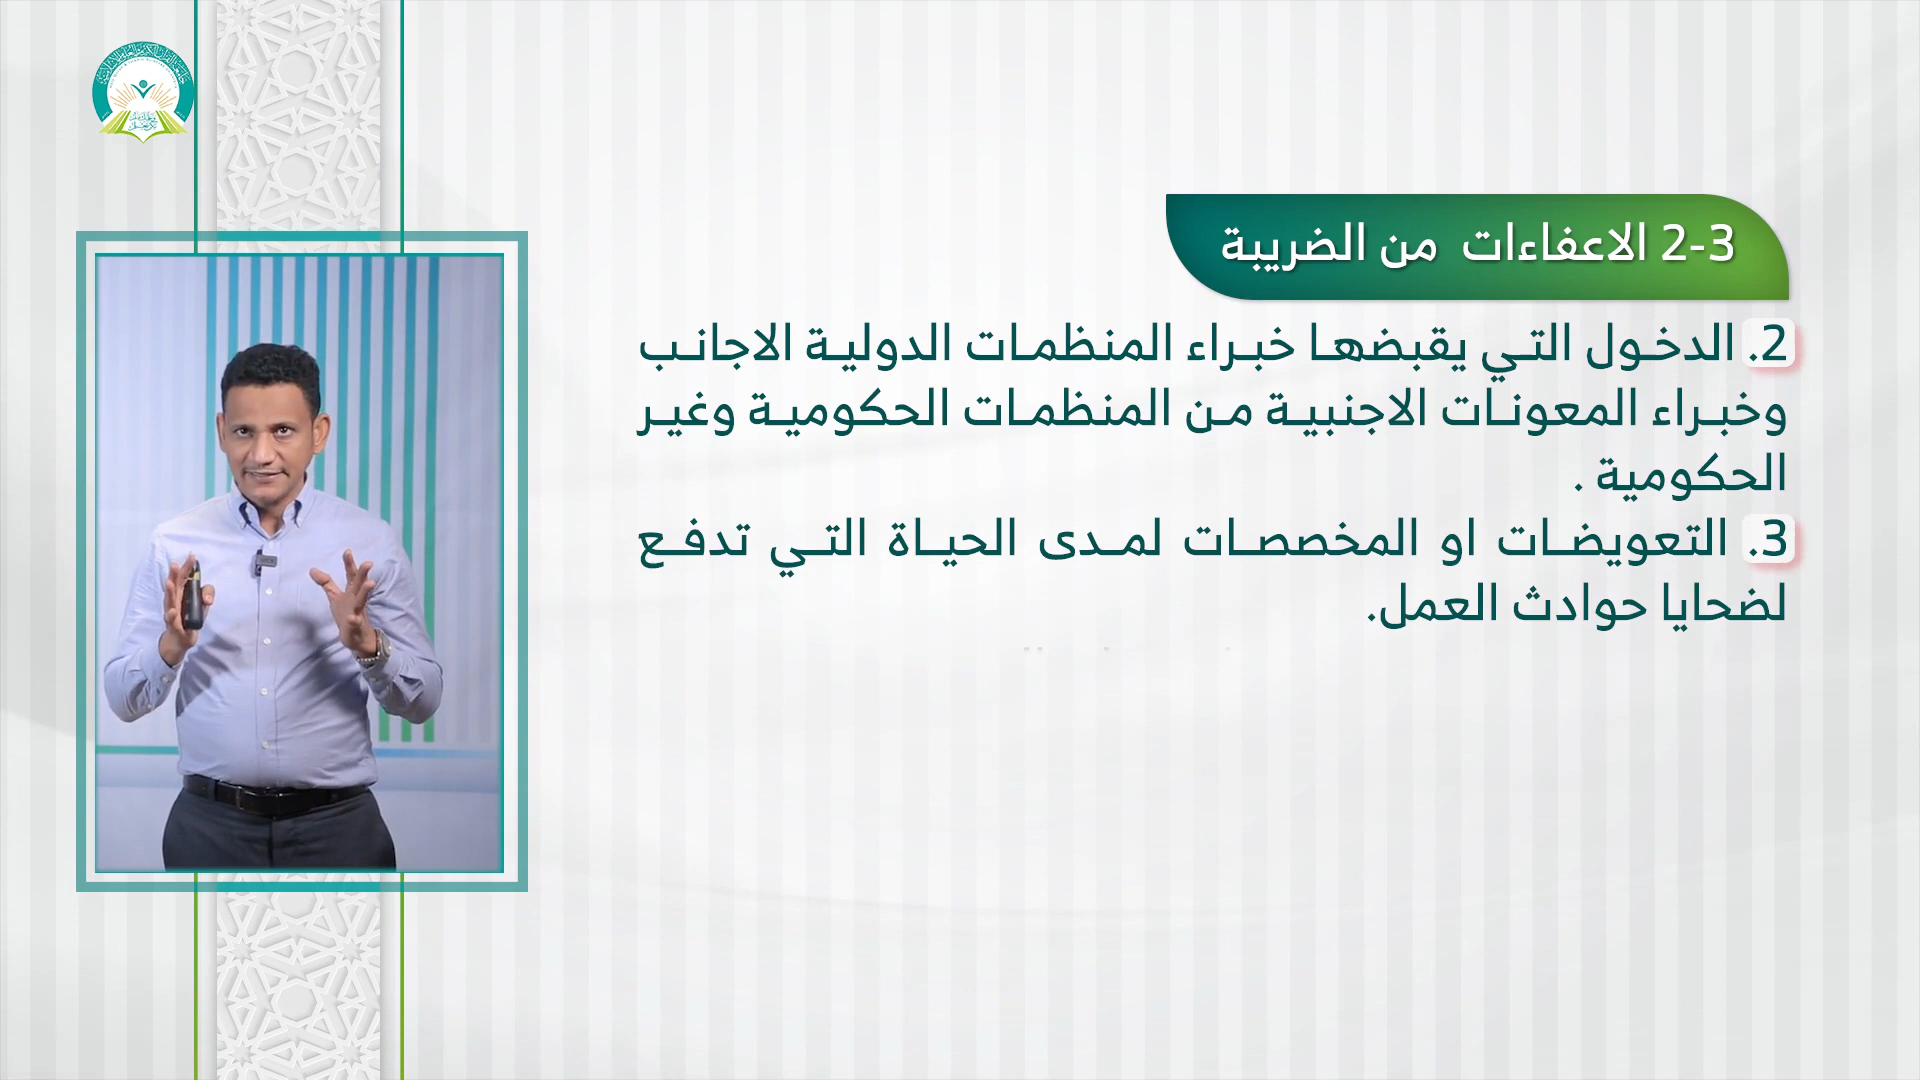 2-3 الاعفاءات من الضريبة
2. الدخول التي يقبضها خبراء المنظمات الدولية الاجانب
وخبراء المعونات الاجنبية من المنظمات الحكومية وغير
الحكومية .
3. التعويضات او المخصصات لمدى الحياة التي تدفع
لضحايا حوادث العمل.